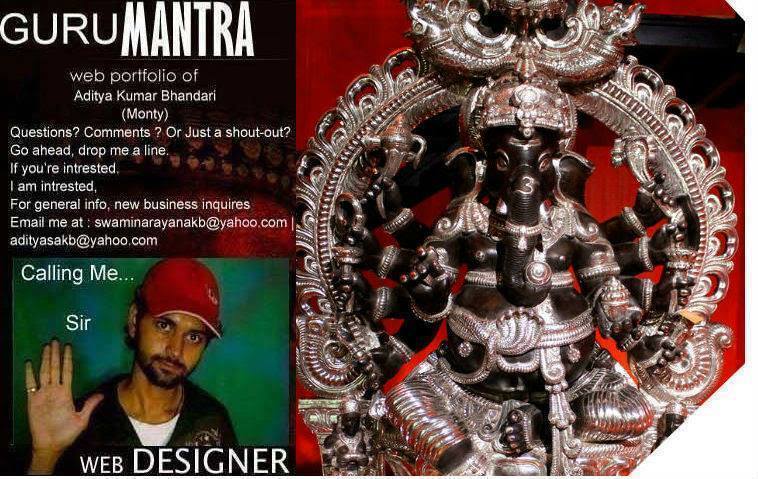 GURU MANTRA
web portfolio of
Aditya Kumar Bhandari
(Monty)
Questions? Comments ? Or Just a shout-out?
Go ahead, drop me a line.
If you're intrested.
I am intrested,
For general info, new business inquires
Email me at : swaminarayanakb@yahoo.com |
adityasakb@yahoo.com
Calling Me...
Sir
WEB DESIGNER